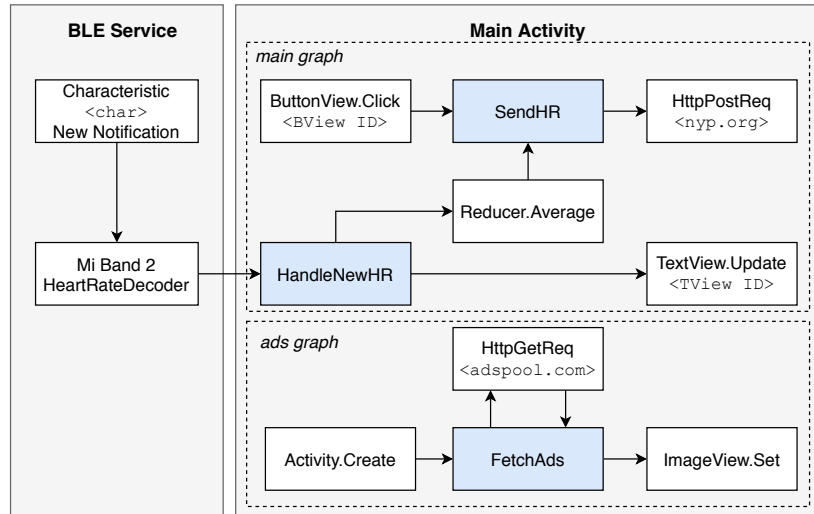 BLE Service
Characteristic
<char>
New Notification
Mi Band 2
HeartRateDecoder
Main Activity
main graph
ButtonView.Click
<BView ID>
SendHR
HttpPostReq
<nyp.org>
Reducer.Average
HandleNewHR
TextView.Update
<TView ID>
ads graph
HttpGetReq
<adspool.com>
Activity.Create
FetchAds
ImageView.Set